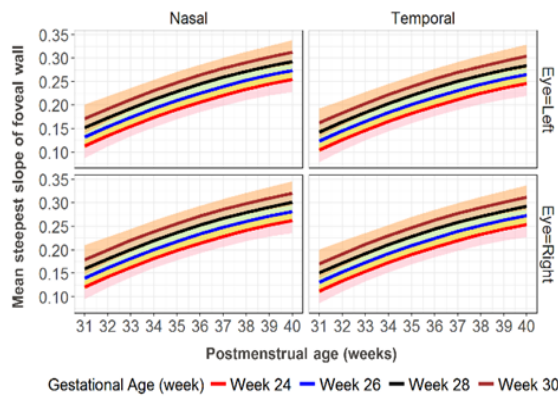 Nasal Temporal
Mean steepest slope of foveal wall
0.35
0.30
0.25
0.20
0.15
0.10
Eye=Left
0.35
0.30
0.25
0.20
0.15
0.10
Eye=Right
31 32 33 34 35 36 37 38 39 40 31 32 33 34 35 36 37 38 39 40
Postmenstrual age (weeks)
Gestational Age (week) Week 24 Week 26 Week 28 Week 30